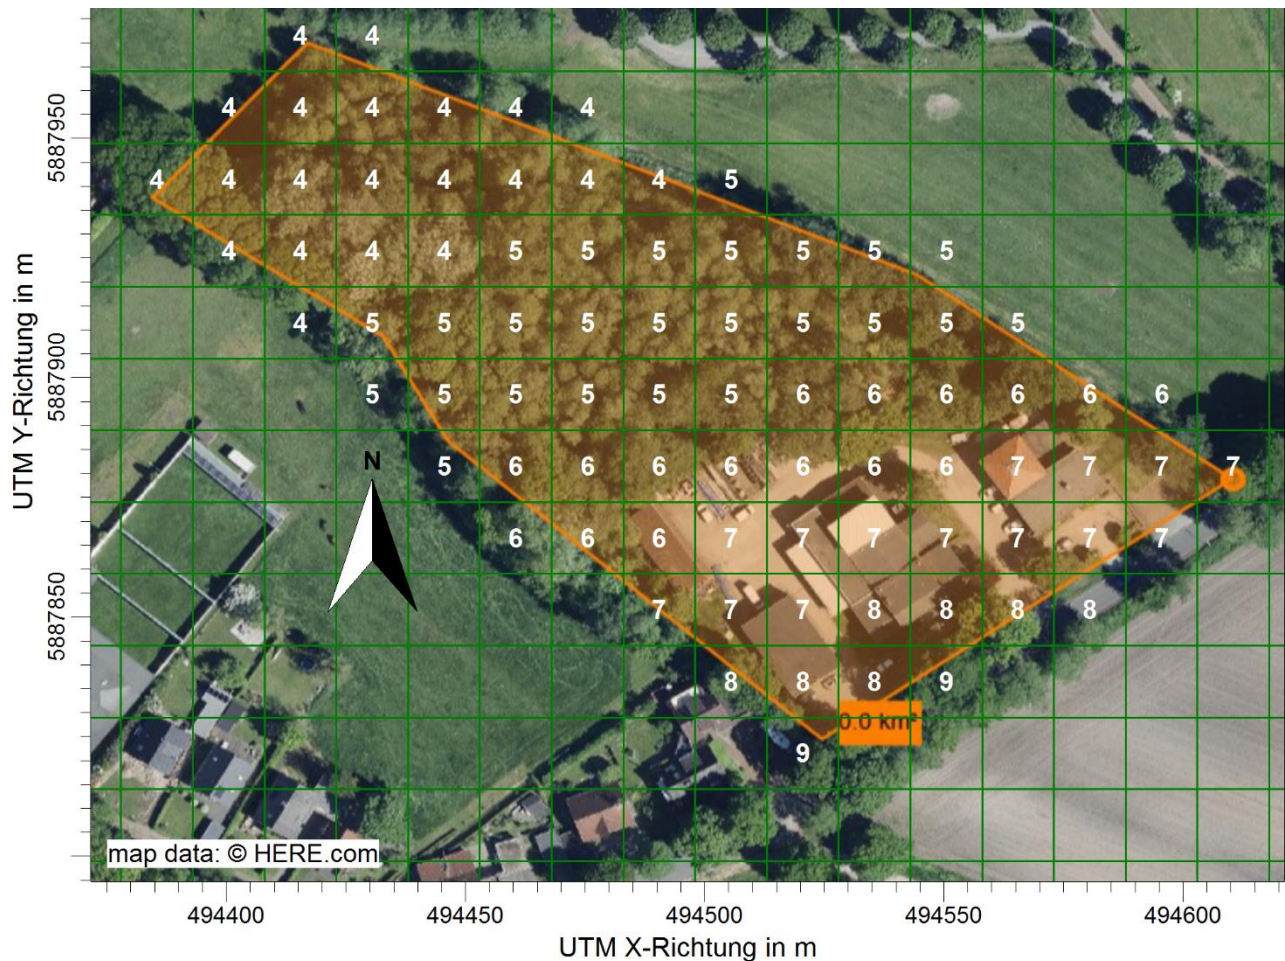 4 4
4 4 4 4 4 4
4 4 4 4 4 4 4 4 5
4 4 4 4 5 5 5 5 5 5 5
4 5 5 5 5 5 5 5 5 5 5
5 5 5 5 5 5 6 6 6 6 6 6
5 6 6 6 6 6 6 6 7 7 7 7
6 6 6 7 7 7 7 7 7 7
7 7 7 8 8 8 8
8 8 8 9
9
0.0 km²
N
map data: © HERE.com
5887950
5887900
5887850
UTM Y-Richtung in m
494400 494450 494500 494550 494600
UTM X-Richtung in m